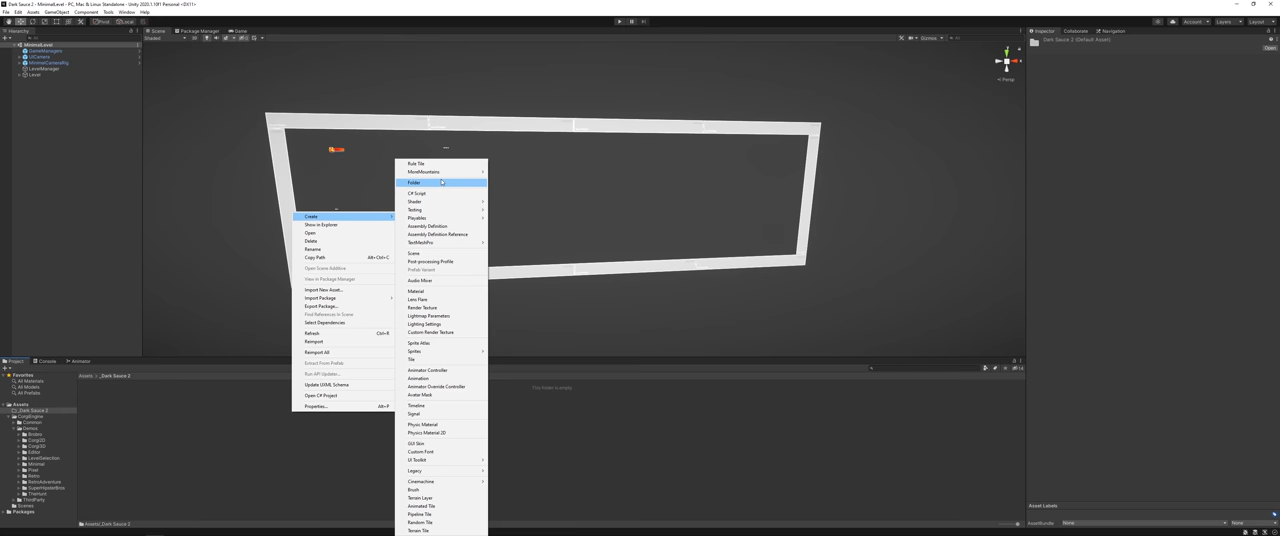 Dark Sauce 2 - MinimalLevel - PC, Mac & Linux Standalone - Unity 2020.1.19f1 Personal <DX11>
File Edit Assets GameObject Component Tools Window Help
Pivot Local Account Layers Layout
Hierarchy Scene Package Manager Game Inspector Collaborate Navigation
All Shaded 2D Gizmos All
Dark Sauce 2 (Default Asset)
Open
MinimalLevel
GameManagers
UICamera
MinimalCameraRig
LevelManager
Level
y
x
Persp
Create
Show in Explorer
Open
Delete
Rename
Copy Path Alt+Ctrl+C
Open Scene Additive
View in Package Manager
Import New Asset...
Import Package
Export Package...
Find References In Scene
Select Dependencies
Refresh Ctrl+R
Reimport
Reimport All
Extract From Prefab
Run API Updater...
Update UXML Schema
Open C# Project
Properties... Alt+P
Rule Tile
MoreMountains
Folder
C# Script
Shader
Testing
Playables
Assembly Definition
Assembly Definition Reference
TextMeshPro
Scene
Post-processing Profile
Prefab Variant
Audio Mixer
Material
Lens Flare
Render Texture
Lightmap Parameters
Lighting Settings
Custom Render Texture
Sprite Atlas
Sprites
Tile
Animator Controller
Animation
Animator Override Controller
Avatar Mask
Timeline
Signal
Physic Material
Physics Material 2D
GUI Skin
Custom Font
UI Toolkit
Legacy
Cinemachine
Brush
Terrain Layer
Animated Tile
Pipeline Tile
Random Tile
Terrain Tile
Project Console Animator
Favorites
All Materials
All Models
All Prefabs
Assets
_Dark Sauce 2
CorgiEngine
Common
Demos
Brobro
Corgi2D
Corgi3D
Editor
LevelSelection
Minimal
Pixel
Retro
RetroAdventure
SuperHipsterBros
TheHunt
ThirdParty
Scenes
Packages
Assets > _Dark Sauce 2
This folder is empty
Assets/_Dark Sauce 2
Asset Labels
AssetBundle None None